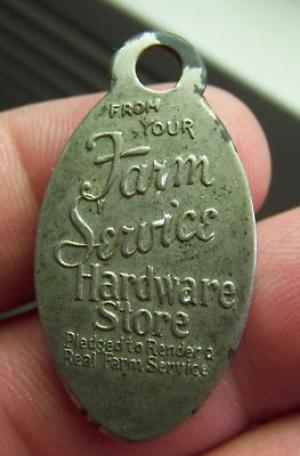 FROM
YOUR
Farm
Service
Hardware
Store
Pledged to Render a
Real Farm Service